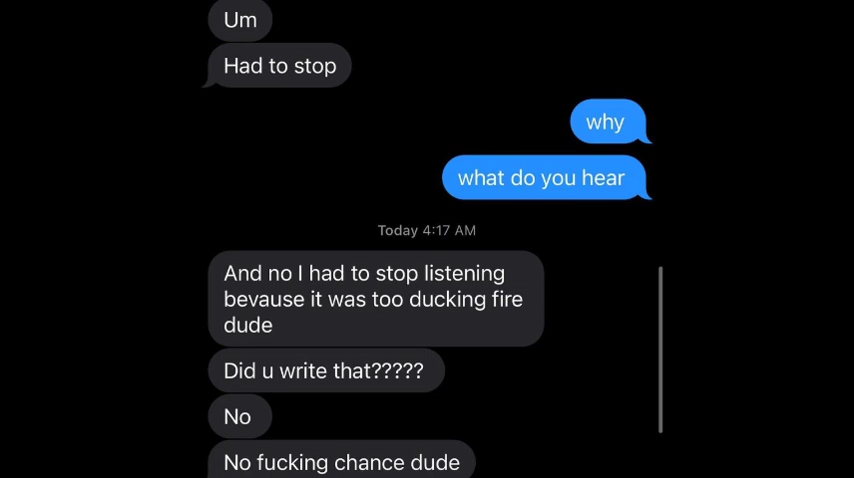 Um
Had to stop
why
what do you hear
Today 4:17 AM
And no I had to stop listening
bevause it was too ducking fire
dude
Did u write that?????
No
No fucking chance dude